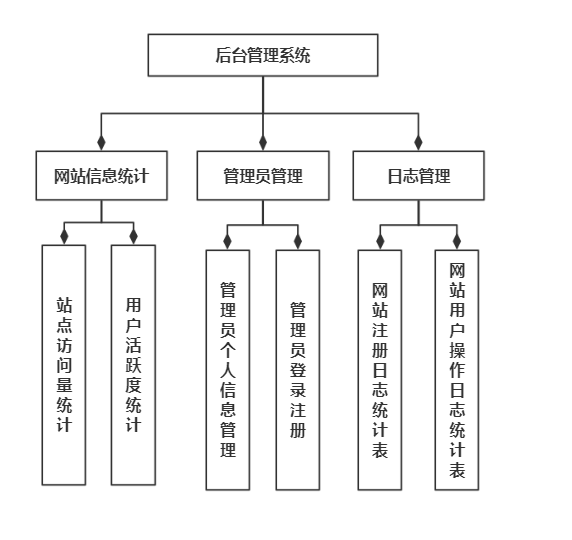 后台管理系统
网站信息统计
管理员管理
日志管理
站点访问量统计
用户活跃度统计
管理员个人信息管理
管理员登录注册
网站注册日志统计表
网站用户操作日志统计表